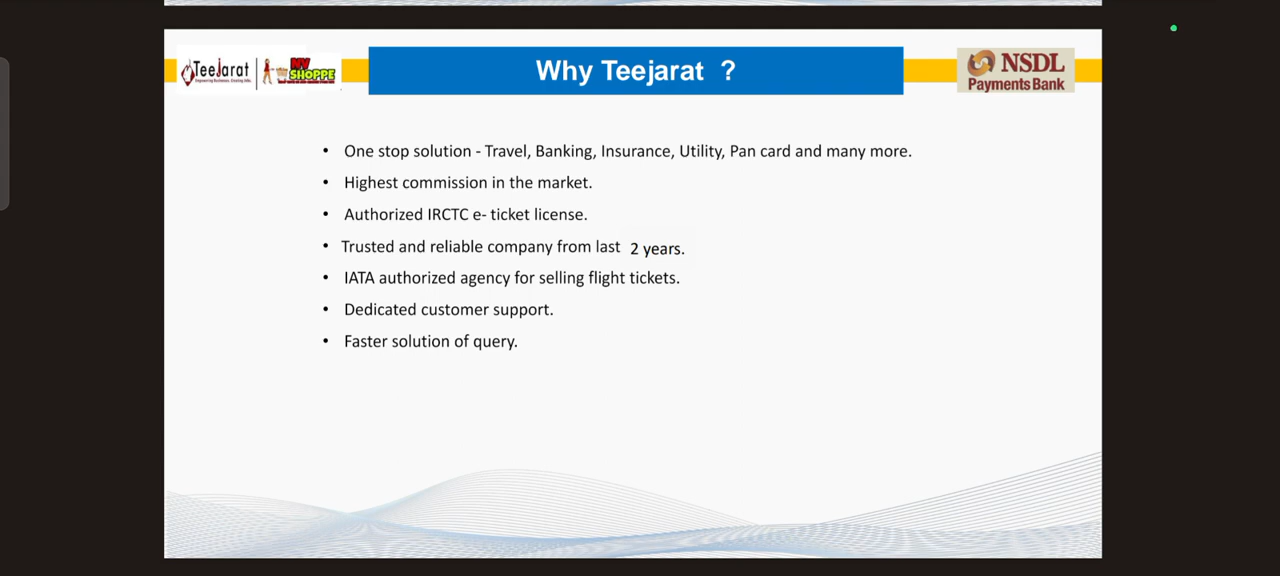 Teejarat
NV
SHOPPE
Why Teejarat ?
NSDL
Payments Bank
• One stop solution - Travel, Banking, Insurance, Utility, Pan card and many more.
• Highest commission in the market.
• Authorized IRCTC e- ticket license.
• Trusted and reliable company from last 2 years.
• IATA authorized agency for selling flight tickets.
• Dedicated customer support.
• Faster solution of query.